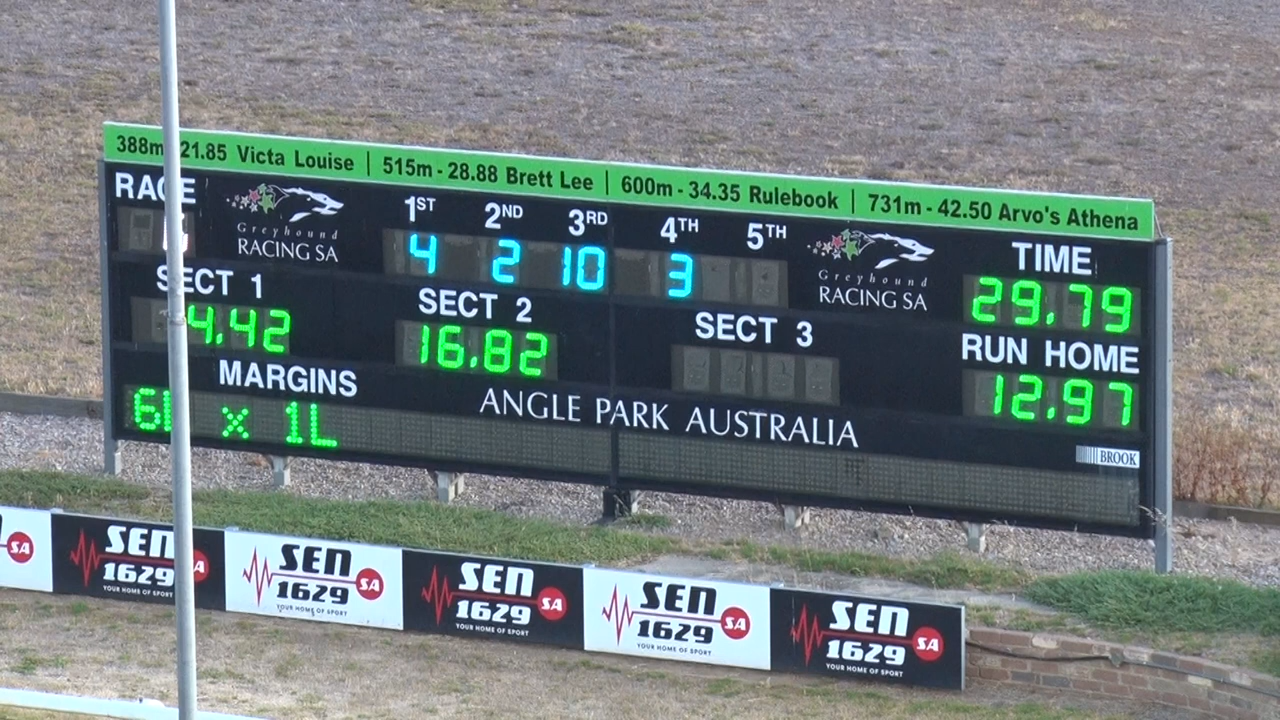 388m 21.85 Victa Louise | 515m - 28.88 Brett Lee | 600m - 34.35 Rulebook | 731m - 42.50 Arvo's Athena
RACE
Greyhound
RACING SA
1ST 2ND 3RD 4TH 5TH
4 2 10 3
Greyhound
RACING SA
TIME
29.79
SECT 1
4.42
SECT 2
16.82
SECT 3
RUN HOME
12.97
MARGINS
6L x 1L
ANGLE PARK AUSTRALIA
BROOK
SA
SEN
1629
YOUR HOME OF SPORT
SEN
1629 SA
YOUR HOME OF SPORT
SEN
1629 SA
YOUR HOME OF SPORT
SEN
1629 SA
YOUR HOME OF SPORT
SEN
1629 SA
YOUR HOME OF SPORT